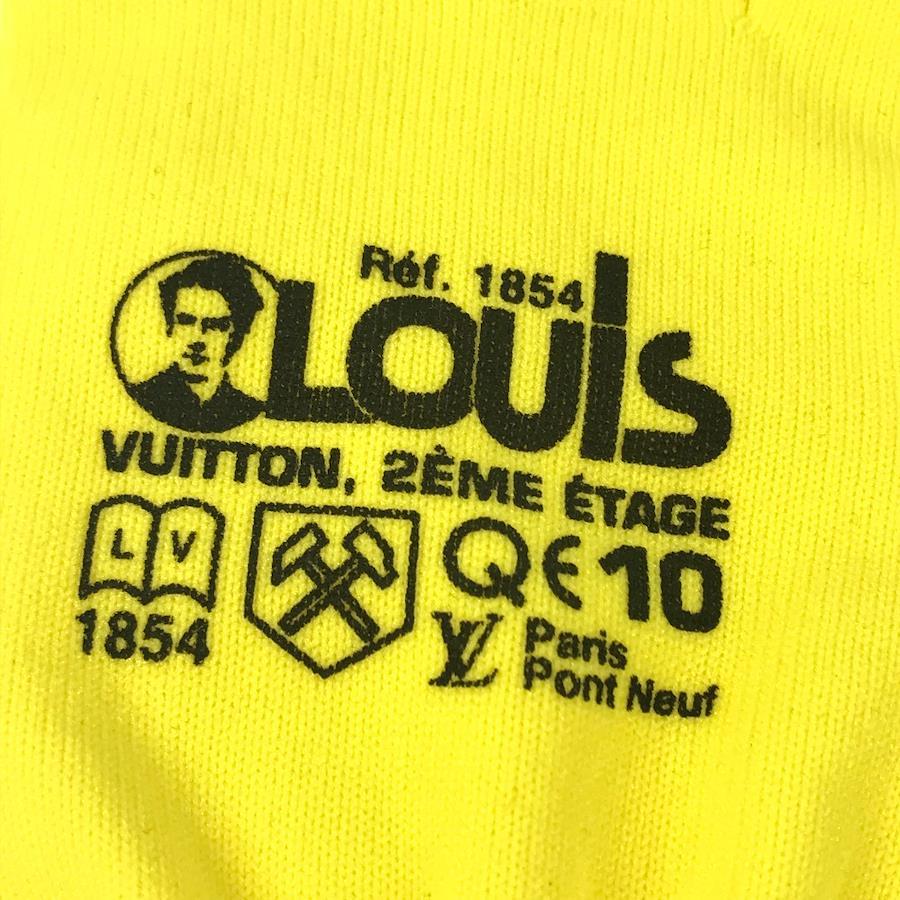 Réf. 1854
LOUIS
VUITTON, 2ÈME ÉTAGE
L V
1854
Q€ 10
LV Paris
Pont Neuf